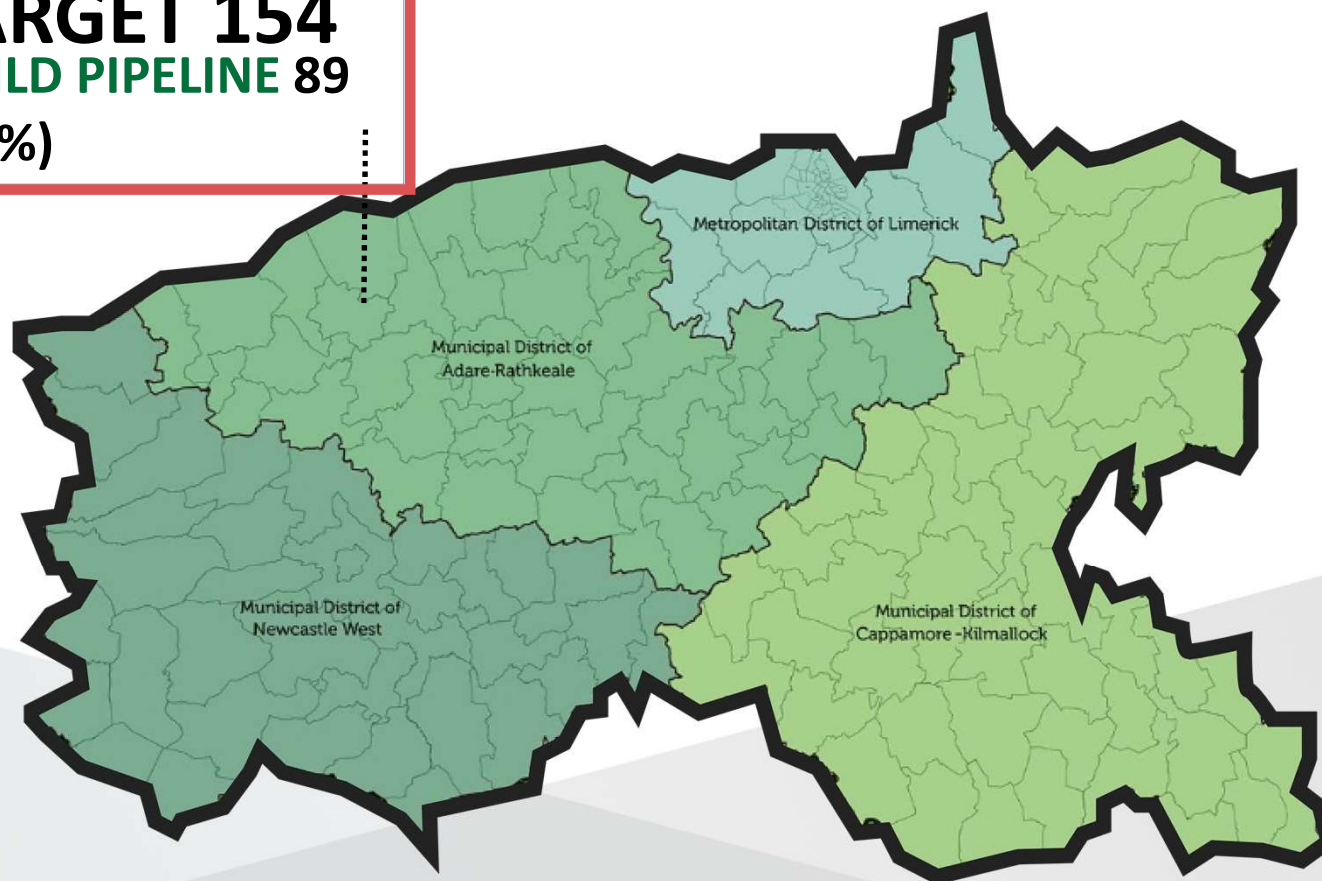 ARGET 154
ILD PIPELINE 89
%)
Metropolitan District of Limerick
Municipal District of
Adare-Rathkeale
Municipal District of
Newcastle West
Municipal District of
Cappamore -Kilmallock